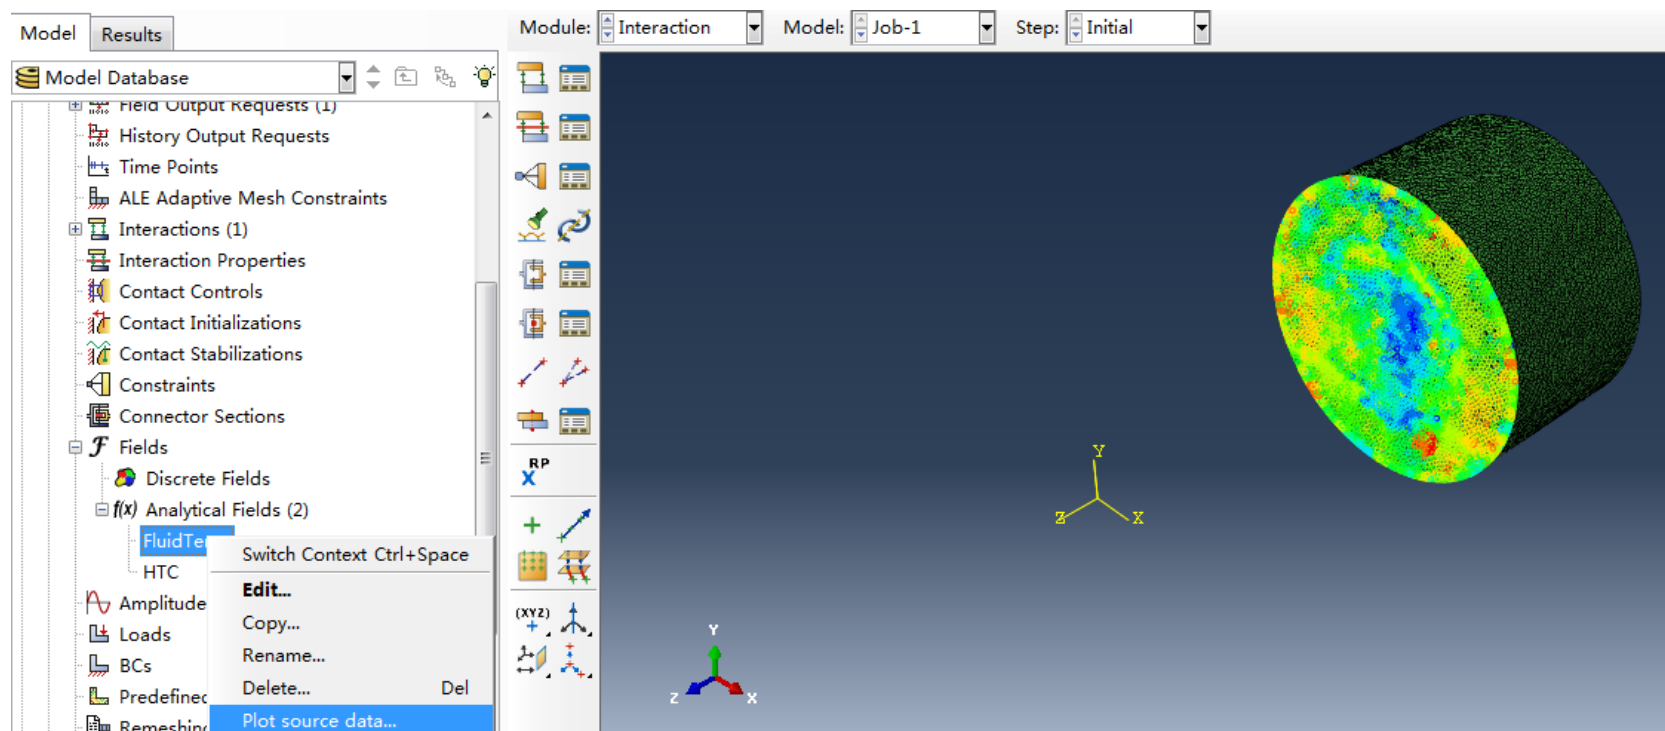 Model Results
Module: Interaction Model: Job-1 Step: Initial
Model Database
Field Output Requests (1)
History Output Requests
Time Points
ALE Adaptive Mesh Constraints
Interactions (1)
Interaction Properties
Contact Controls
Contact Initializations
Contact Stabilizations
Constraints
Connector Sections
Fields
Discrete Fields
f(x) Analytical Fields (2)
FluidTe
HTC
Amplitude
Loads
BCs
Predefined
Remeshing
Switch Context Ctrl+Space
Edit...
Copy...
Rename...
Delete... Del
Plot source data...
RP
(XYZ)
Y
Z X
Y
Z X